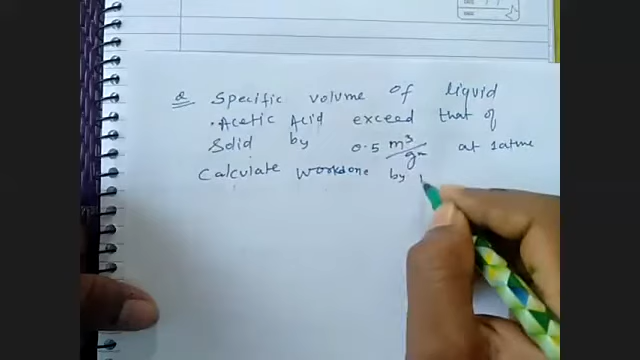 Q Specific volume of liquid
Acetic Acid exceed that of
Solid by 0.5 m³/gm at 1atm
Calculate workdone by